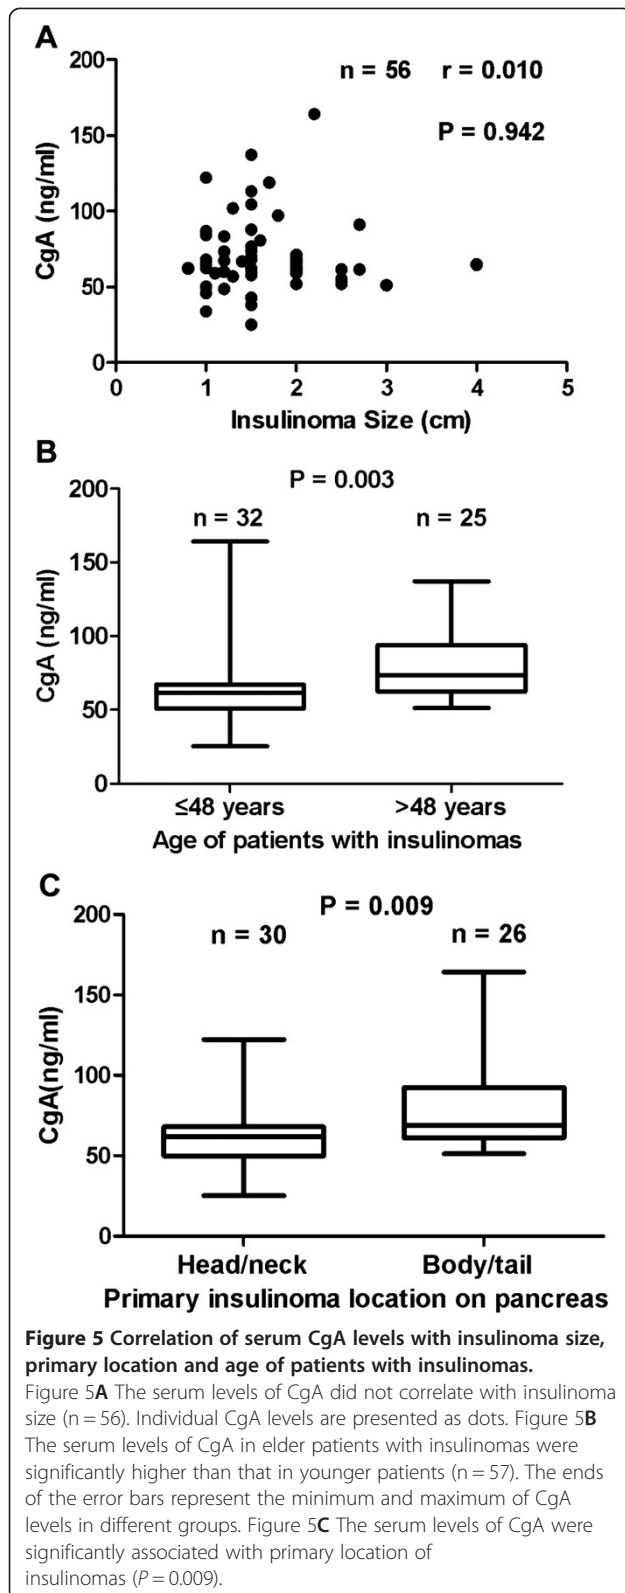 A
200
150
100
50
0
CgA (ng/ml)
n = 56 r = 0.010
P = 0.942
0 1 2 3 4 5
Insulinoma Size (cm)
B
P = 0.003
200
150
100
50
0
CgA (ng/ml)
n = 32 n = 25
≤48 years >48 years
Age of patients with insulinomas
C
P = 0.009
200
150
100
50
0
CgA(ng/ml)
n = 30 n = 26
Head/neck Body/tail
Primary insulinoma location on pancreas
Figure 5 Correlation of serum CgA levels with insulinoma size,
primary location and age of patients with insulinomas.
Figure 5A The serum levels of CgA did not correlate with insulinoma
size (n = 56). Individual CgA levels are presented as dots. Figure 5B
The serum levels of CgA in elder patients with insulinomas were
significantly higher than that in younger patients (n = 57). The ends
of the error bars represent the minimum and maximum of CgA
levels in different groups. Figure 5C The serum levels of CgA were
significantly associated with primary location of
insulinomas (P = 0.009).